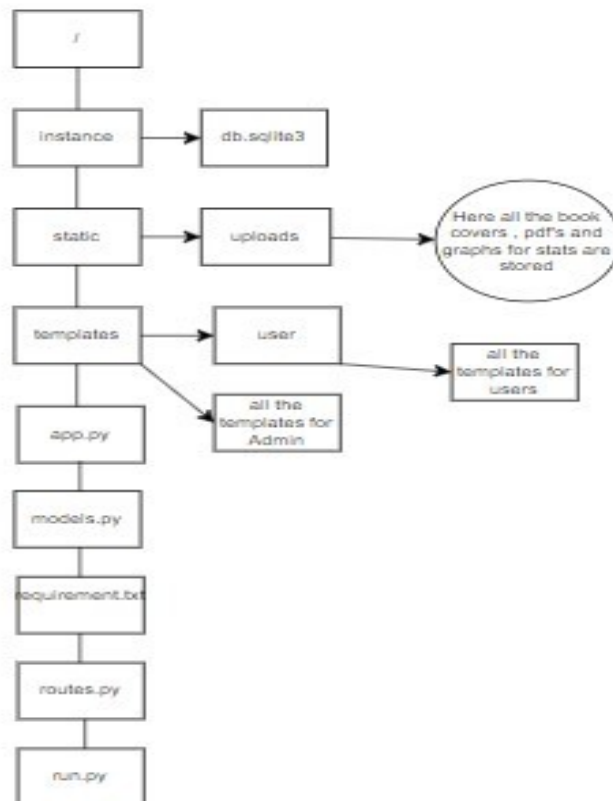 /
instance
db.sqlite3
static
uploads
Here all the book
covers , pdf's and
graphs for stats are
stored
templates
user
all the
templates for
users
all the
templates for
Admin
app.py
models.py
requirement.txt
routes.py
run.py